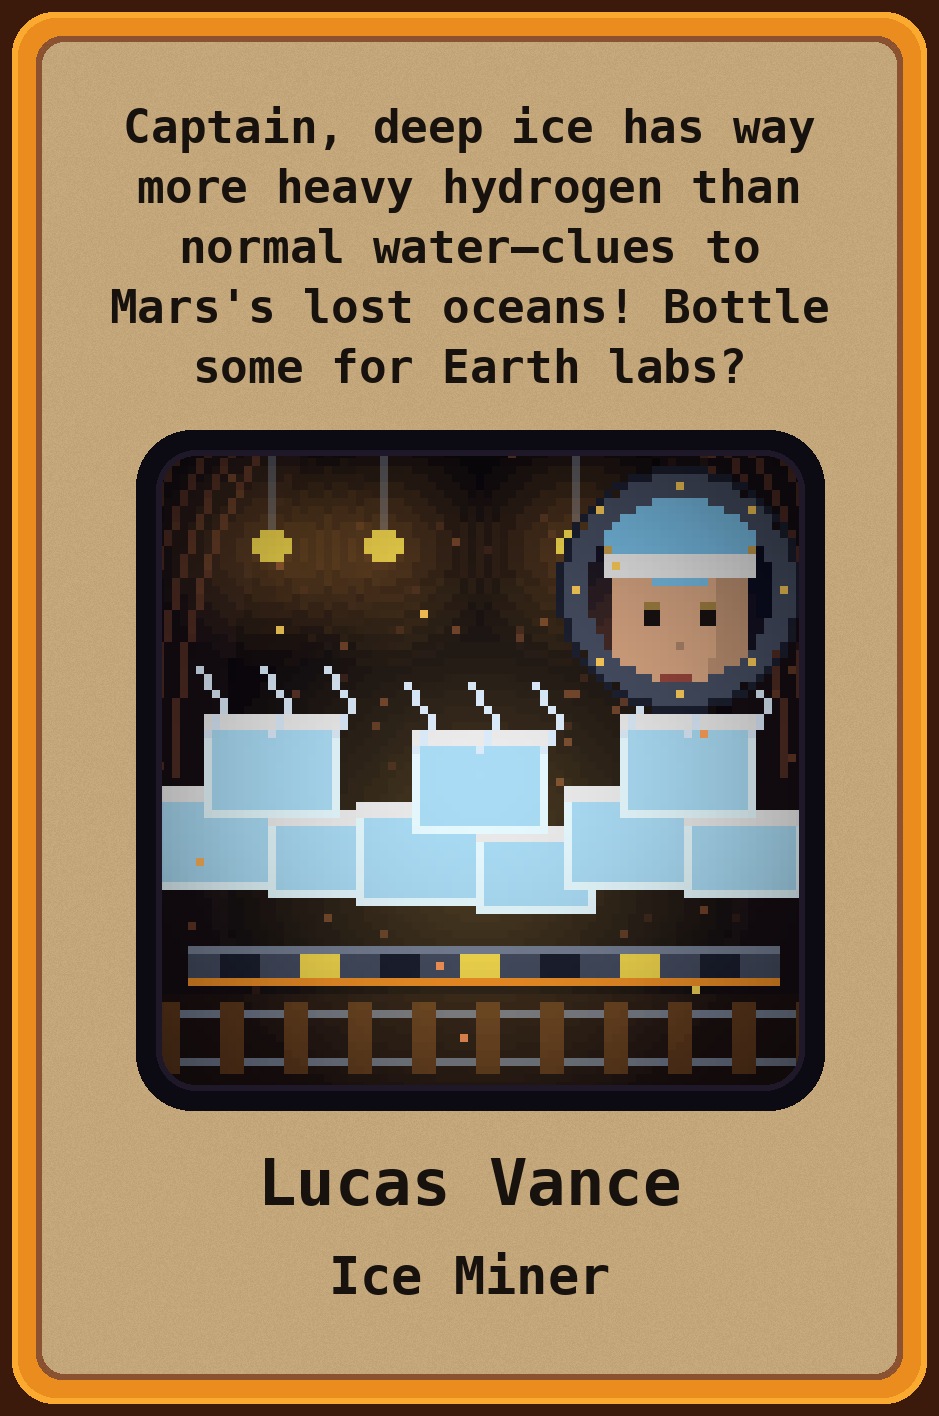 Captain, deep ice has way
more heavy hydrogen than
normal water—clues to
Mars's lost oceans! Bottle
some for Earth labs?
Lucas Vance
Ice Miner